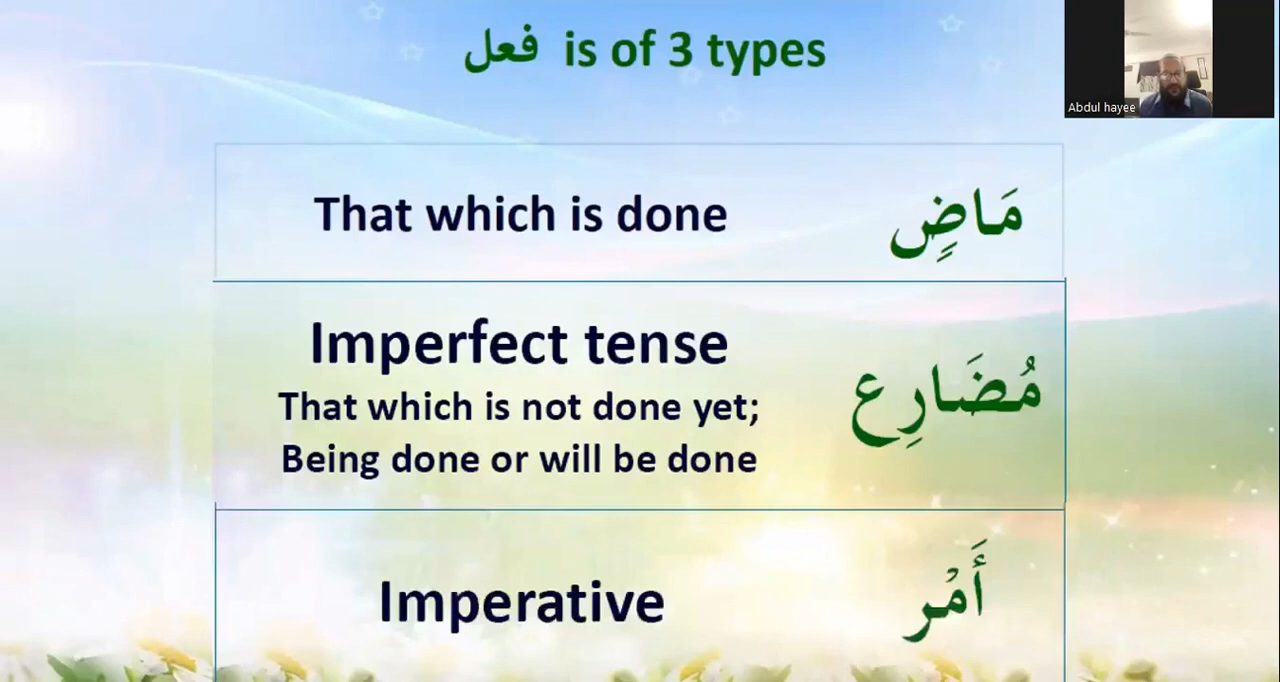 فعل is of 3 types
Abdul hayee
That which is done مَاضٍ
Imperfect tense
That which is not done yet;
Being done or will be done
مُضَارِع
Imperative أَمْر